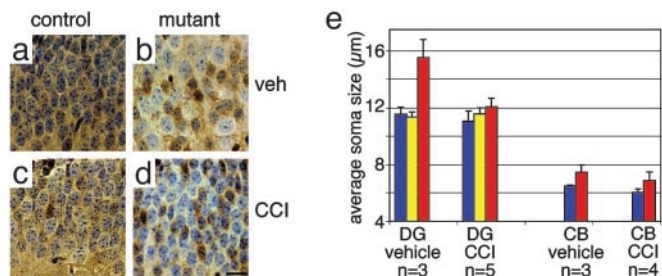 control mutant
a b veh
c d CCI
e
average soma size (μm)
16
12
8
4
DG DG CB CB
vehicle CCI vehicle CCI
n=3 n=5 n=3 n=4